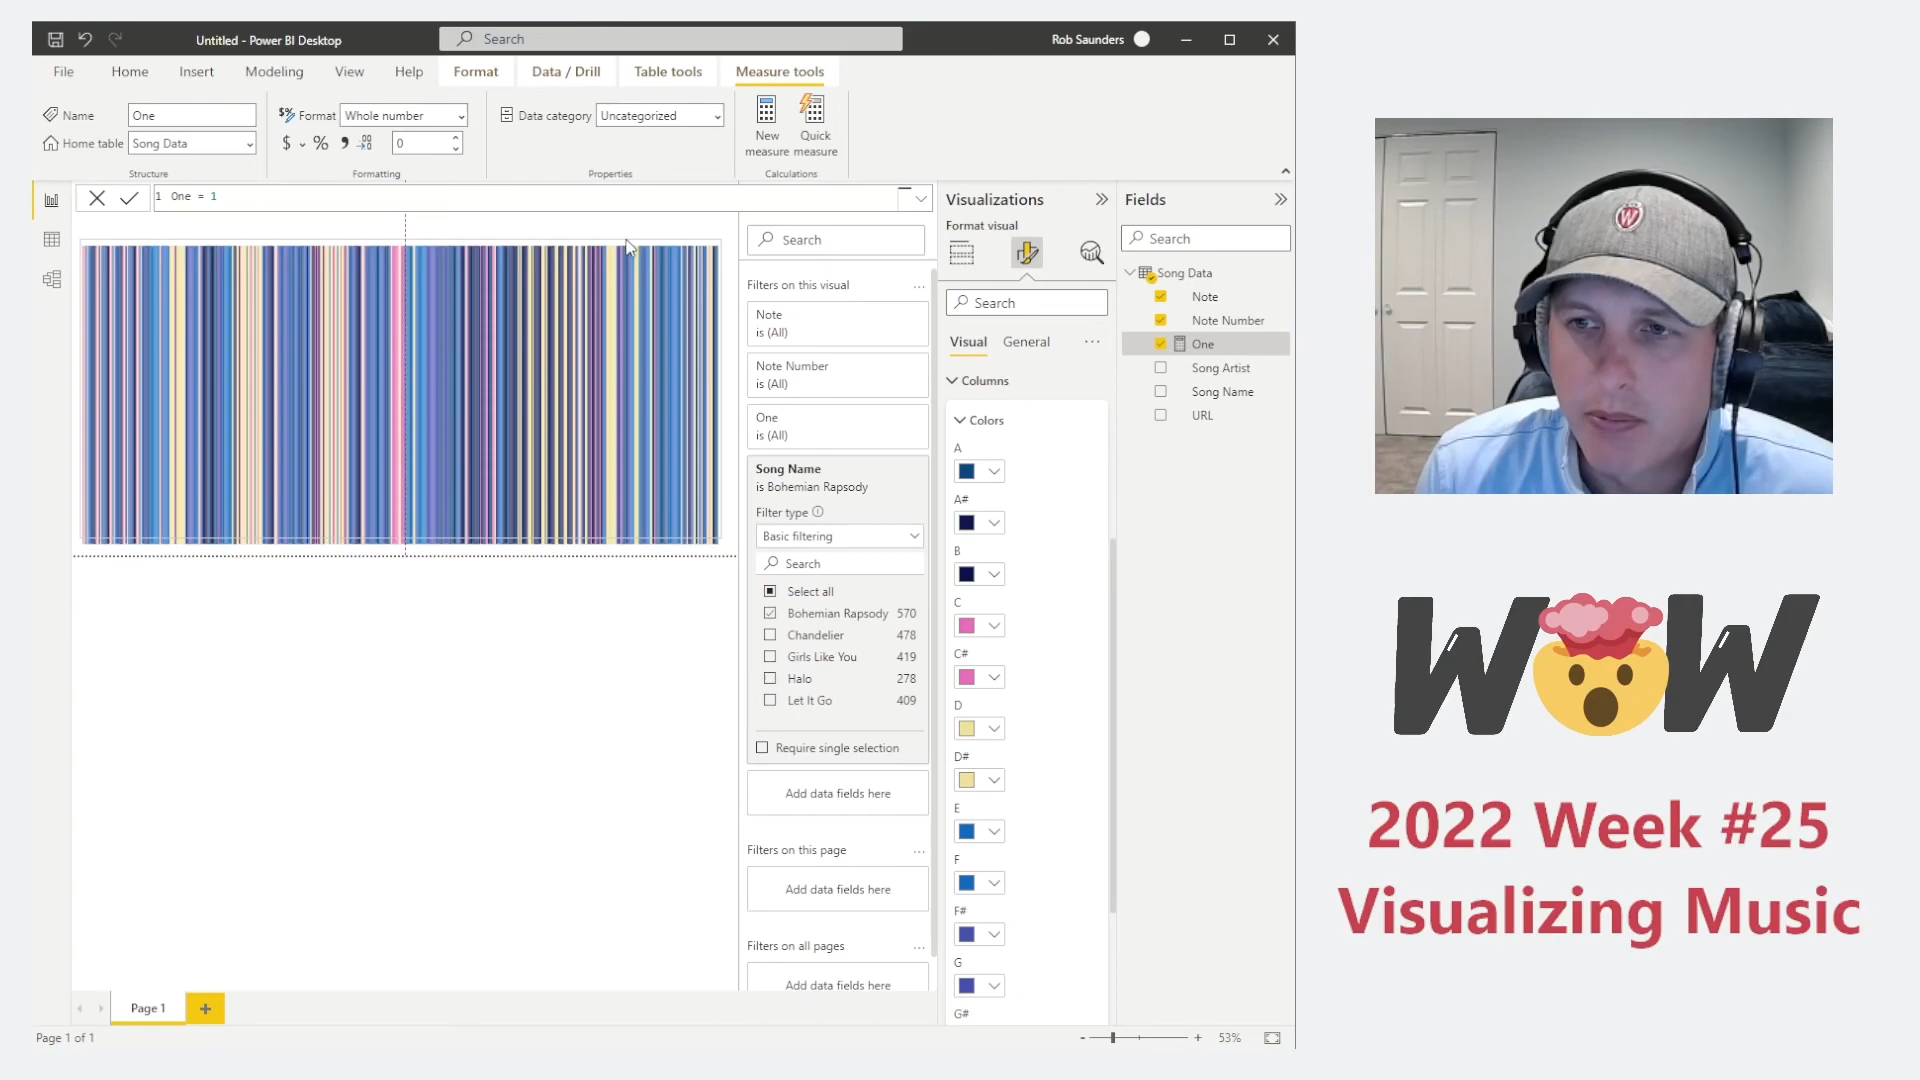 Untitled - Power BI Desktop
Search
Rob Saunders
File
Home
Insert
Modeling
View
Help
Format
Data / Drill
Table tools
Measure tools
Name
One
Home table
Song Data
Structure
$% Format
Whole number
$
%
0
Formatting
Data category
Uncategorized
Properties
New measure
Quick measure
Calculations
1 One = 1
Search
Filters on this visual
Note
is (All)
Note Number
is (All)
One
is (All)
Song Name
is Bohemian Rapsody
Filter type
Basic filtering
Search
Select all
Bohemian Rapsody 570
Chandelier 478
Girls Like You 419
Halo 278
Let It Go 409
Require single selection
Add data fields here
Filters on this page
Add data fields here
Filters on all pages
Add data fields here
Visualizations
Format visual
Search
Visual
General
Columns
Colors
A
A#
B
C
C#
D
D#
E
F
F#
G
G#
Fields
Search
Song Data
Note
Note Number
One
Song Artist
Song Name
URL
Page 1
Page 1 of 1
53%
W
WOW
2022 Week #25
Visualizing Music